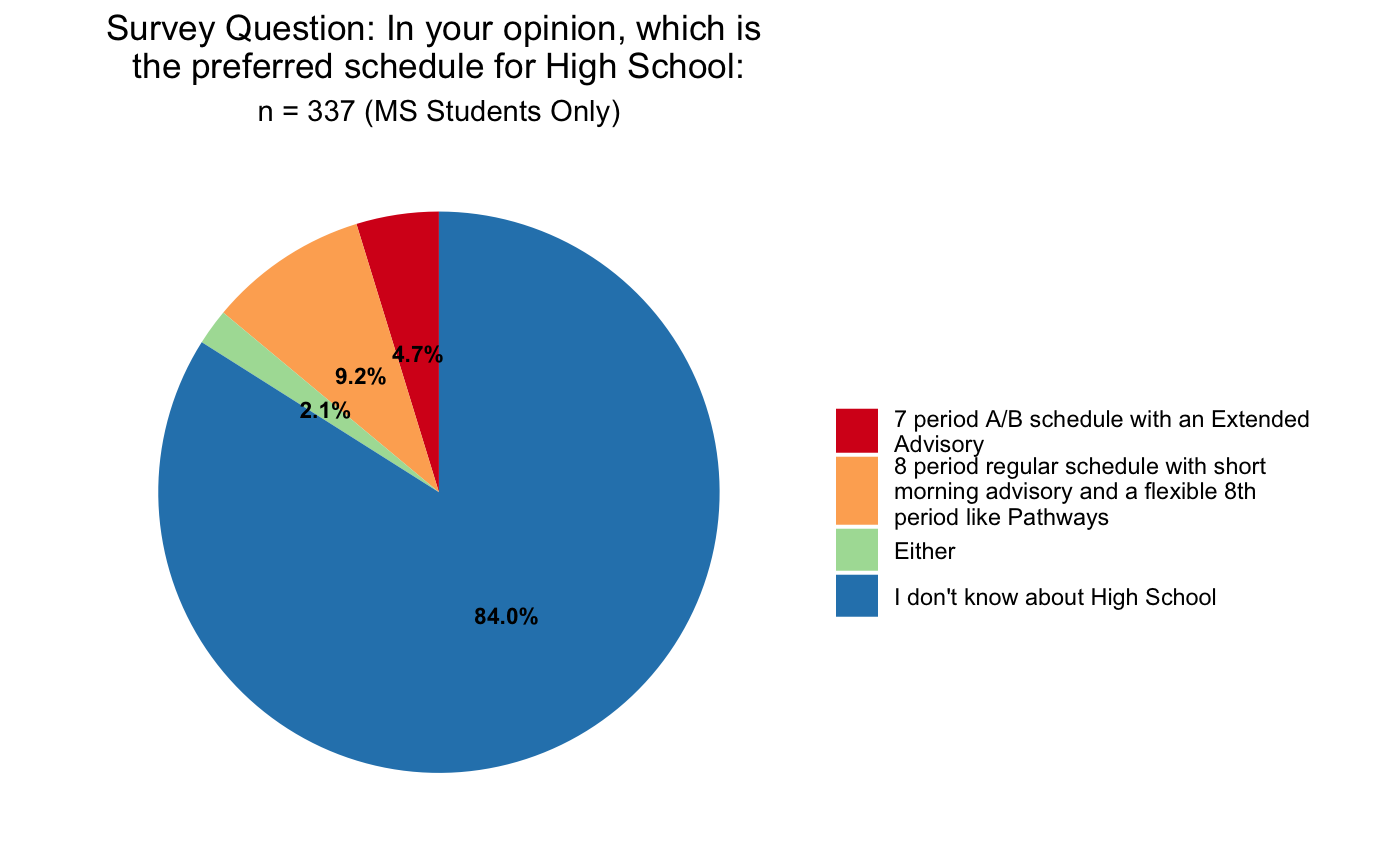 Survey Question: In your opinion, which is
the preferred schedule for High School:
n = 337 (MS Students Only)
4.7%
9.2%
2.1%
84.0%
7 period A/B schedule with an Extended
Advisory
8 period regular schedule with short
morning advisory and a flexible 8th
period like Pathways
Either
I don't know about High School